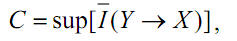 C = sup[I̅(Y → X)],